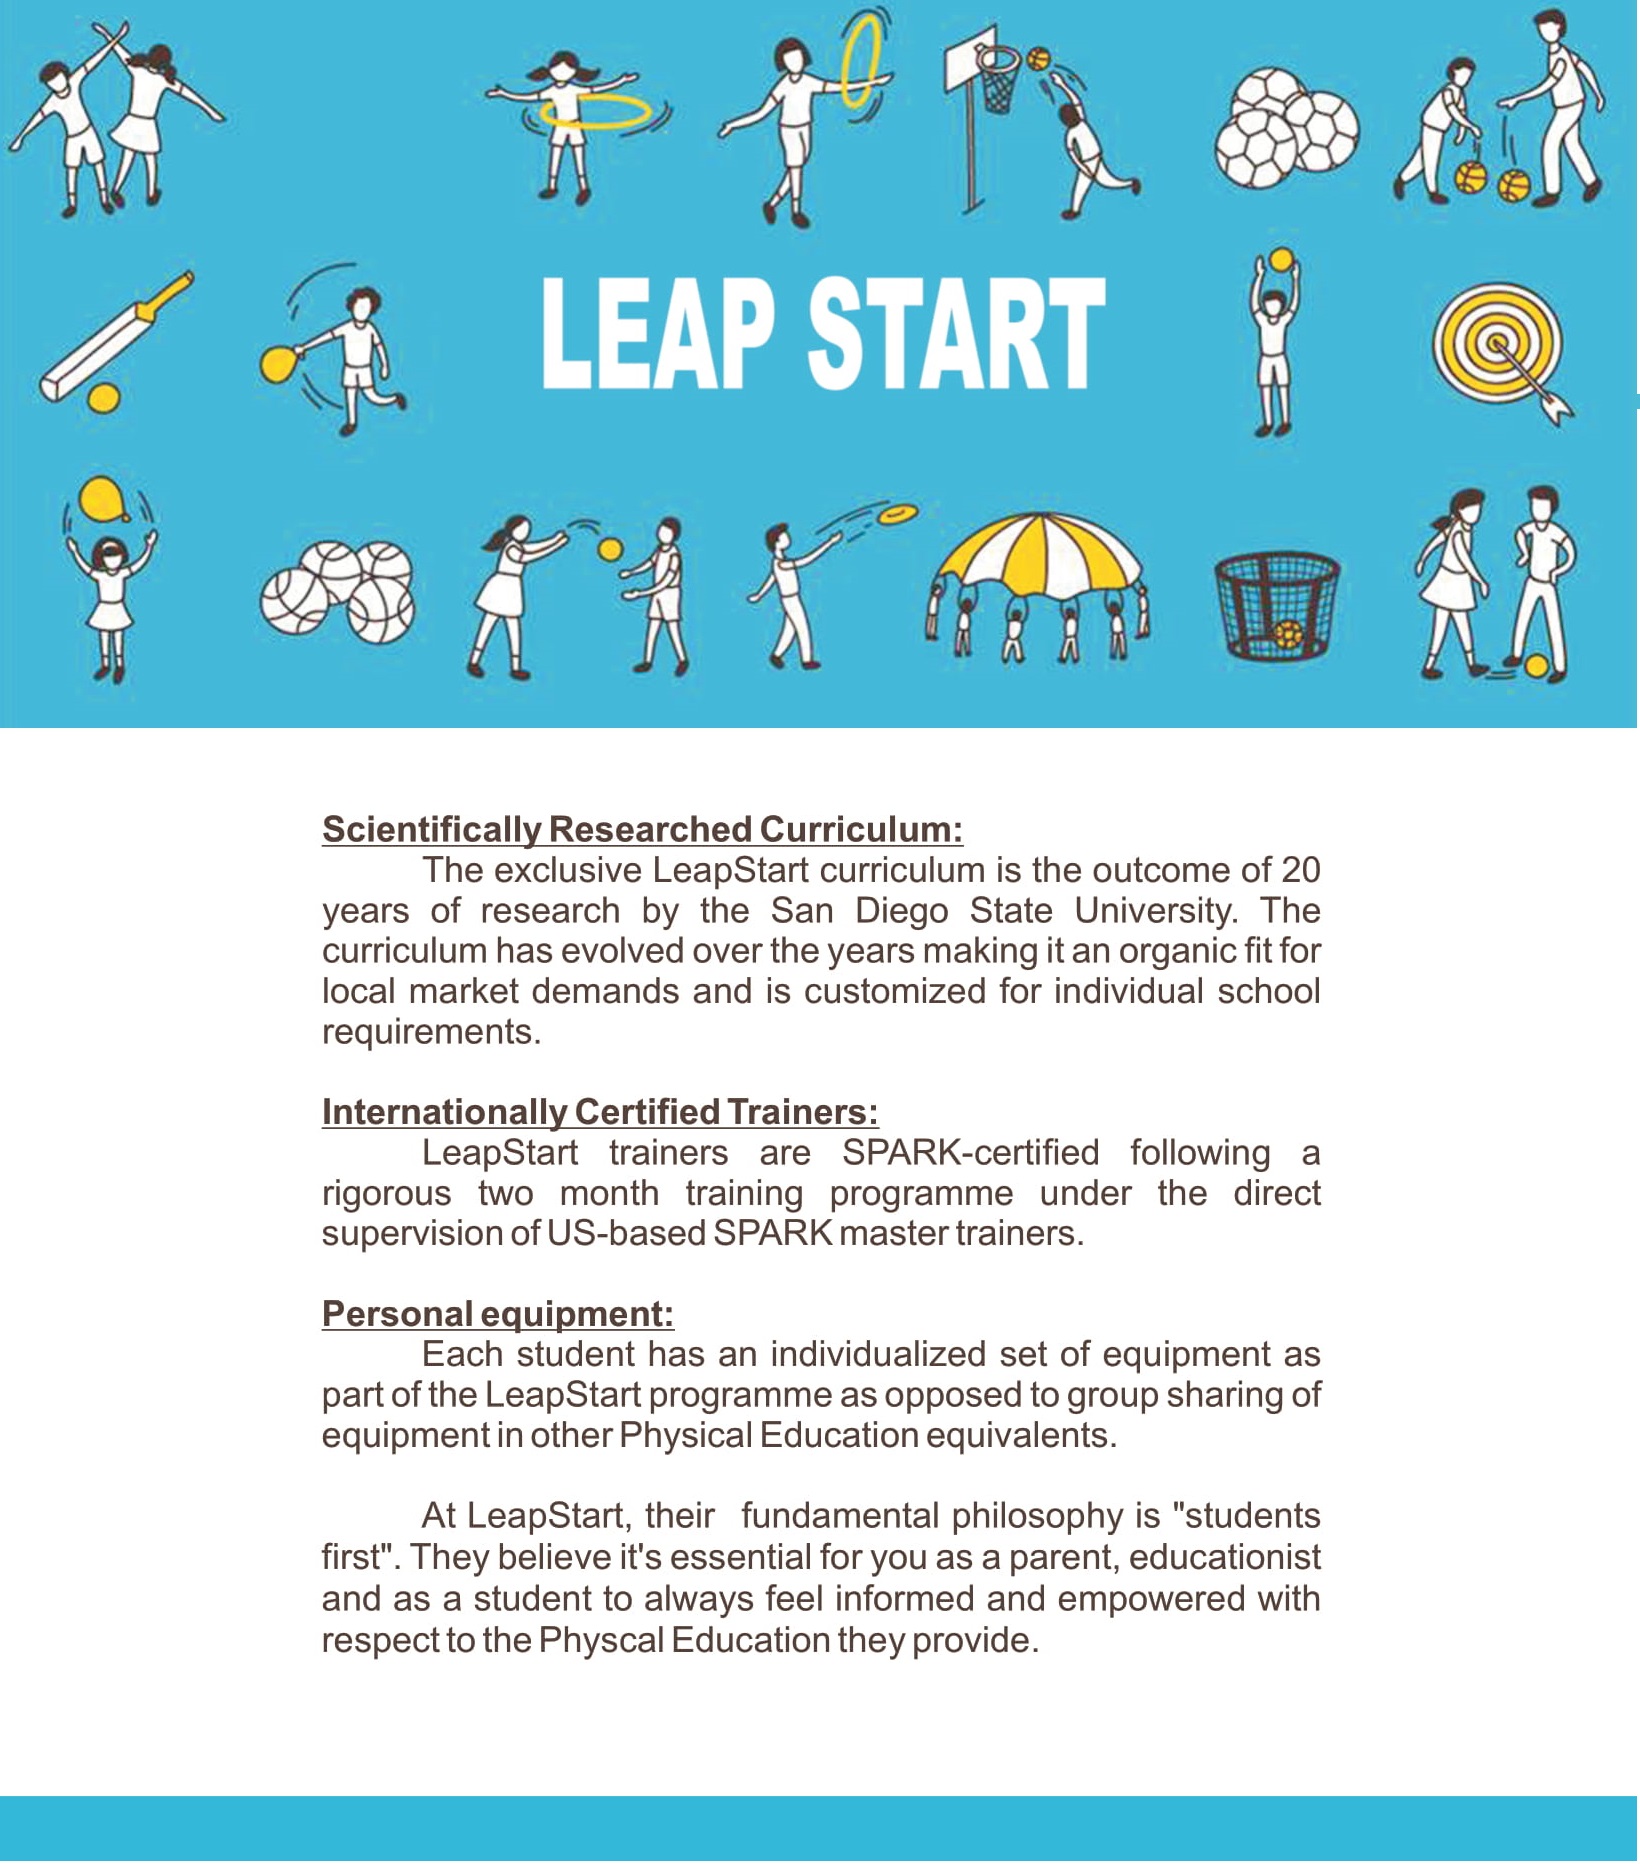 LEAP START
Scientifically Researched Curriculum:
The exclusive LeapStart curriculum is the outcome of 20
years of research by the San Diego State University. The
curriculum has evolved over the years making it an organic fit for
local market demands and is customized for individual school
requirements.
Internationally Certified Trainers:
LeapStart trainers are SPARK-certified following a
rigorous two month training programme under the direct
supervision of US-based SPARK master trainers.
Personal equipment:
Each student has an individualized set of equipment as
part of the LeapStart programme as opposed to group sharing of
equipment in other Physical Education equivalents.
At LeapStart, their fundamental philosophy is "students
first". They believe it's essential for you as a parent, educationist
and as a student to always feel informed and empowered with
respect to the Physcal Education they provide.